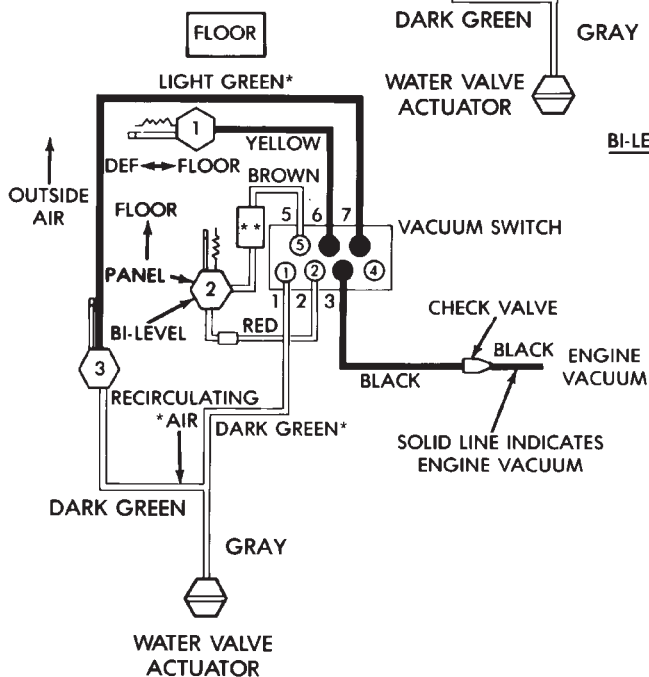 DARK GREEN
GRAY
WATER VALVE
ACTUATOR
BI-LE
FLOOR
LIGHT GREEN*
1
YELLOW
DEF FLOOR
OUTSIDE
AIR
BROWN
FLOOR
* *
5 6 7
VACUUM SWITCH
5
PANEL
2
1
2
4
1 2 3
BI-LEVEL
RED
CHECK VALVE
3
BLACK
BLACK
ENGINE
VACUUM
RECIRCULATING
*AIR
DARK GREEN*
SOLID LINE INDICATES
ENGINE VACUUM
DARK GREEN
GRAY
WATER VALVE
ACTUATOR